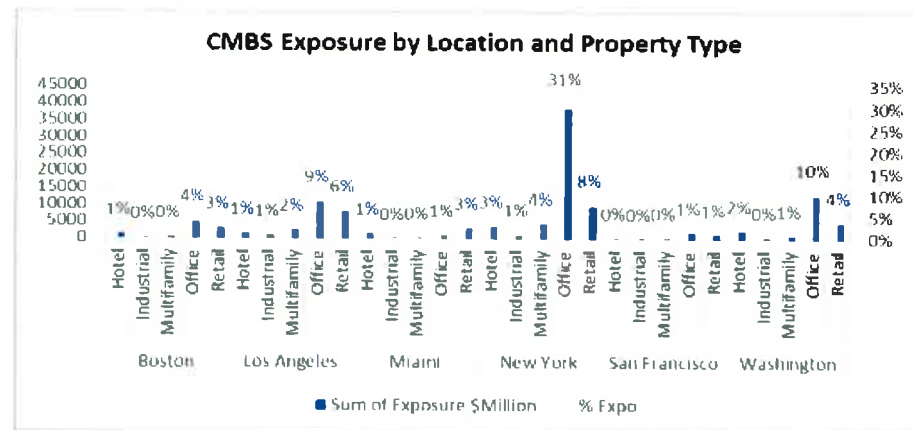 CMBS Exposure by Location and Property Type
45000
40000
35000
30000
25000
20000
15000
10000
5000
0
35%
30%
25%
20%
15%
10%
5%
0%
1% 0% 0% 4% 3% 1% 1% 2% 9% 6% 1% 0% 0% 1% 3% 3% 1% 4% 31% 8% 0% 0% 0% 1% 1% 2% 0% 1% 10% 4%
Hotel
Industrial
Multifamily
Office
Retail
Hotel
Industrial
Multifamily
Office
Retail
Hotel
Industrial
Multifamily
Office
Retail
Hotel
Industrial
Multifamily
Office
Retail
Hotel
Industrial
Multifamily
Office
Retail
Hotel
Industrial
Multifamily
Office
Retail
Boston Los Angeles Miami New York San Francisco Washington
Sum of Exposure $Million % Expo